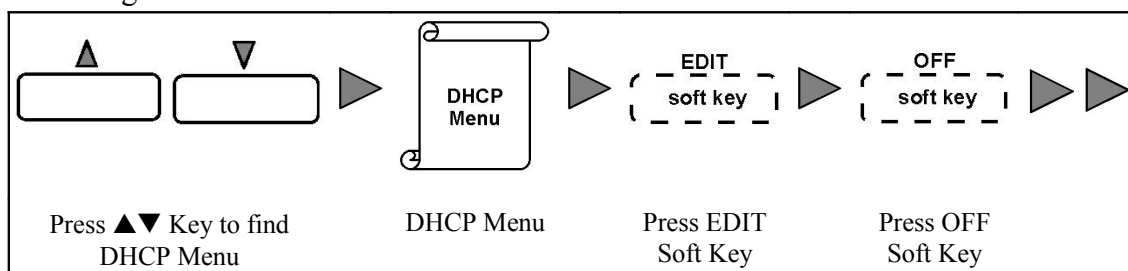 EDIT
OFF
DHCP
Menu
soft key
soft key
Press ▲▼ Key to find
DHCP Menu
DHCP Menu
Press EDIT
Soft Key
Press OFF
Soft Key